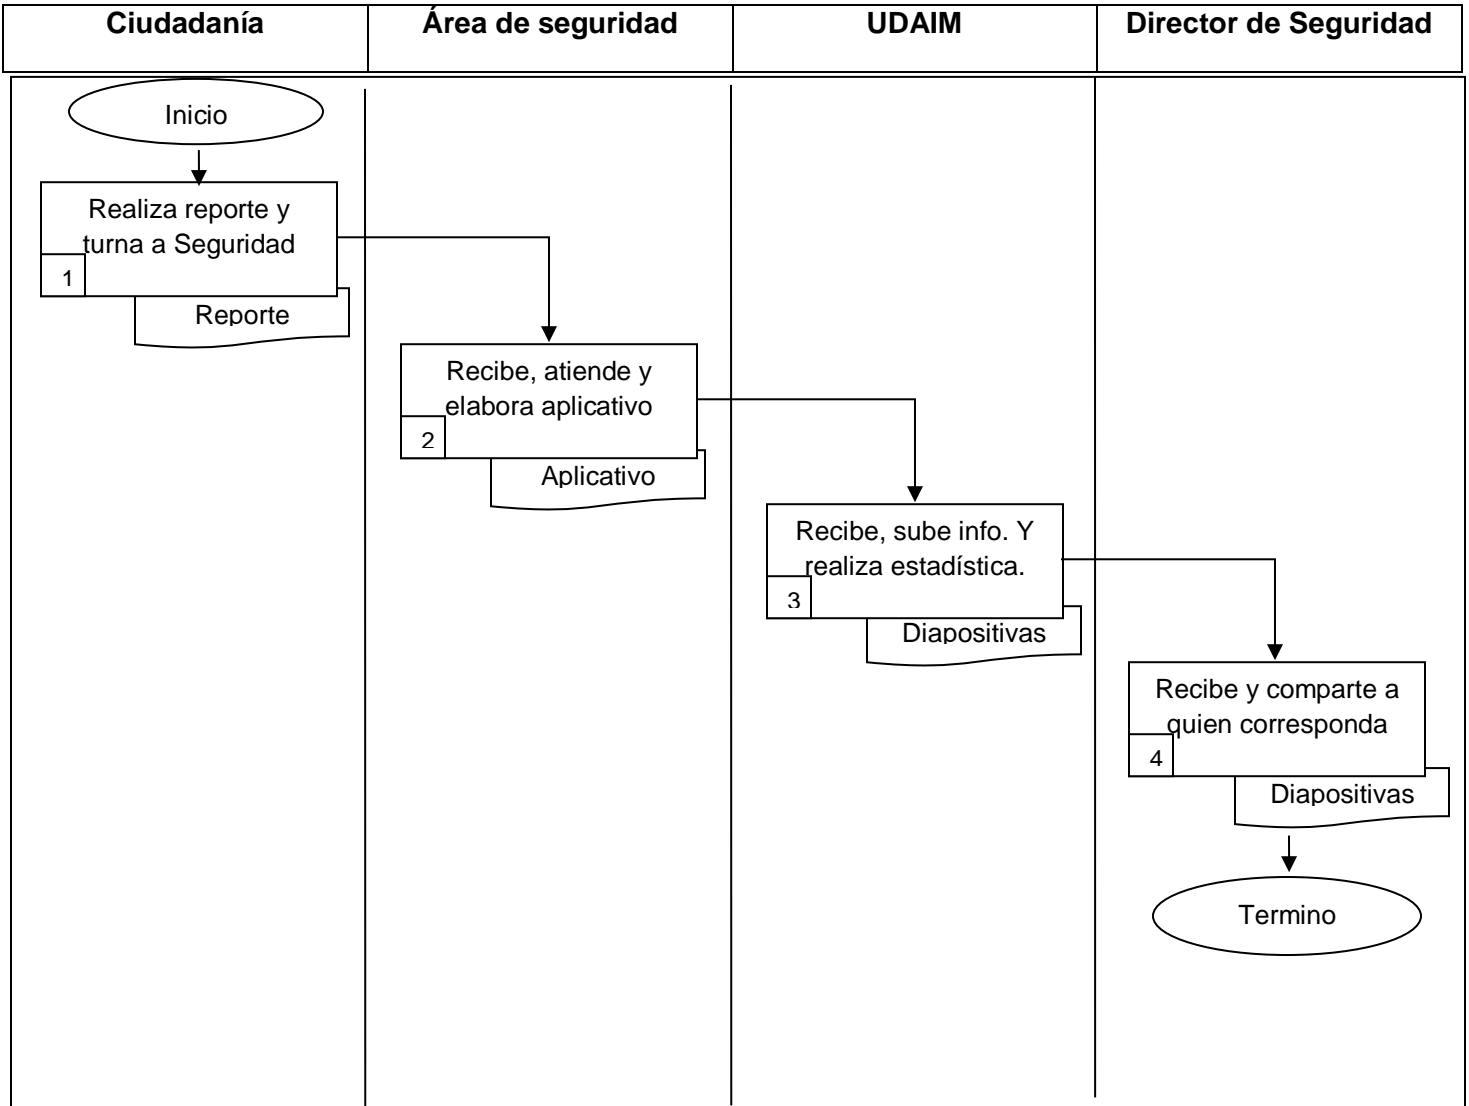 Ciudadanía
Área de seguridad
UDAIM
Director de Seguridad
Inicio
Realiza reporte y
turna a Seguridad
1
Reporte
Recibe, atiende y
elabora aplicativo
2
Aplicativo
Recibe, sube info. Y
realiza estadística.
3
Diapositivas
Recibe y comparte a
quien corresponda
4
Diapositivas
Termino